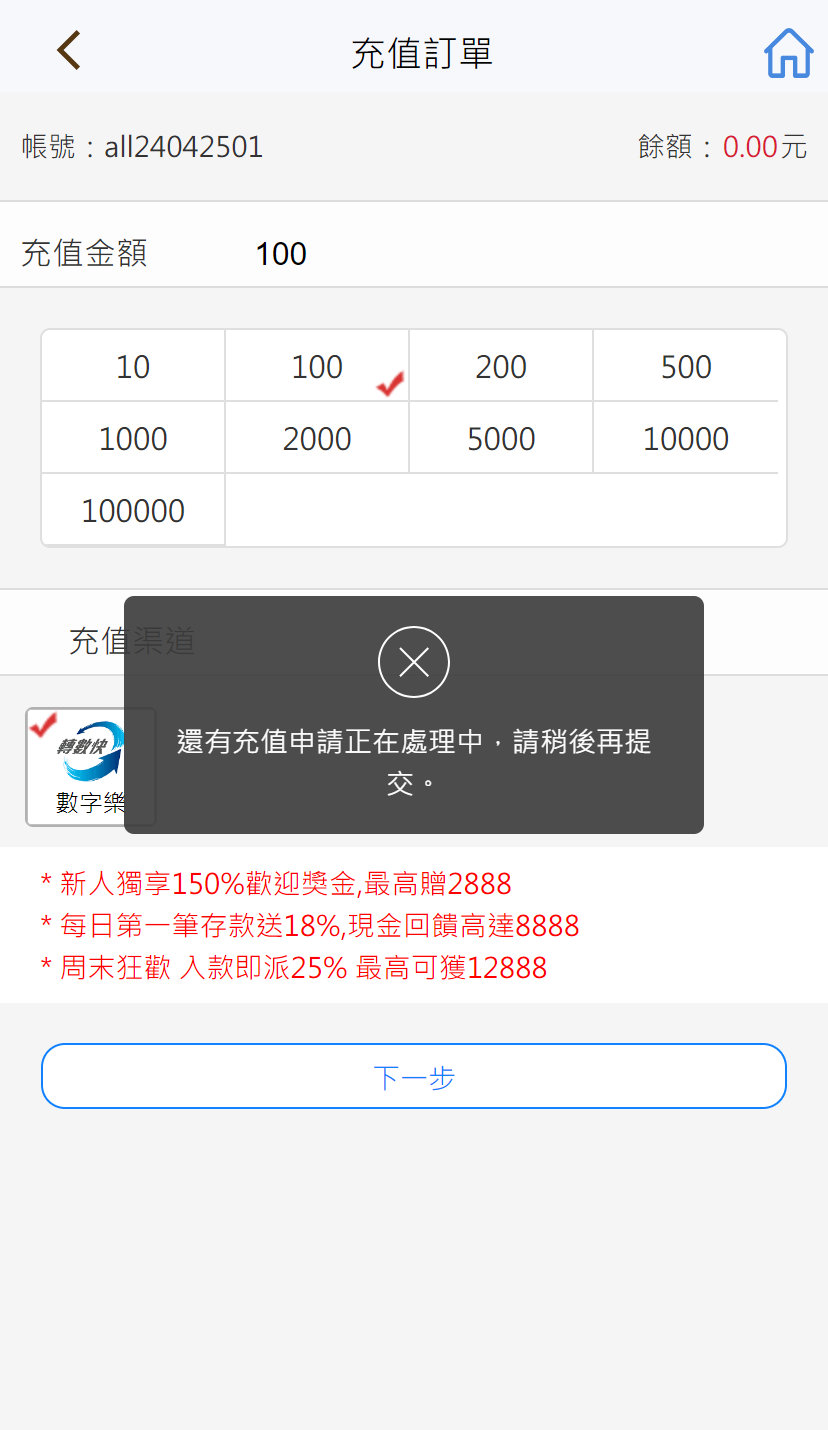 充值訂單
帳號：all24042501
餘額：0.00元
充值金額 100
10 100 200 500
1000 2000 5000 10000
100000
充值渠道
還有充值申請正在處理中，請稍後再提
交。
轉數快
數字樂
* 新人獨享150%歡迎獎金,最高贈2888
* 每日第一筆存款送18%,現金回饋高達8888
* 周末狂歡 入款即派25% 最高可獲12888
下一步